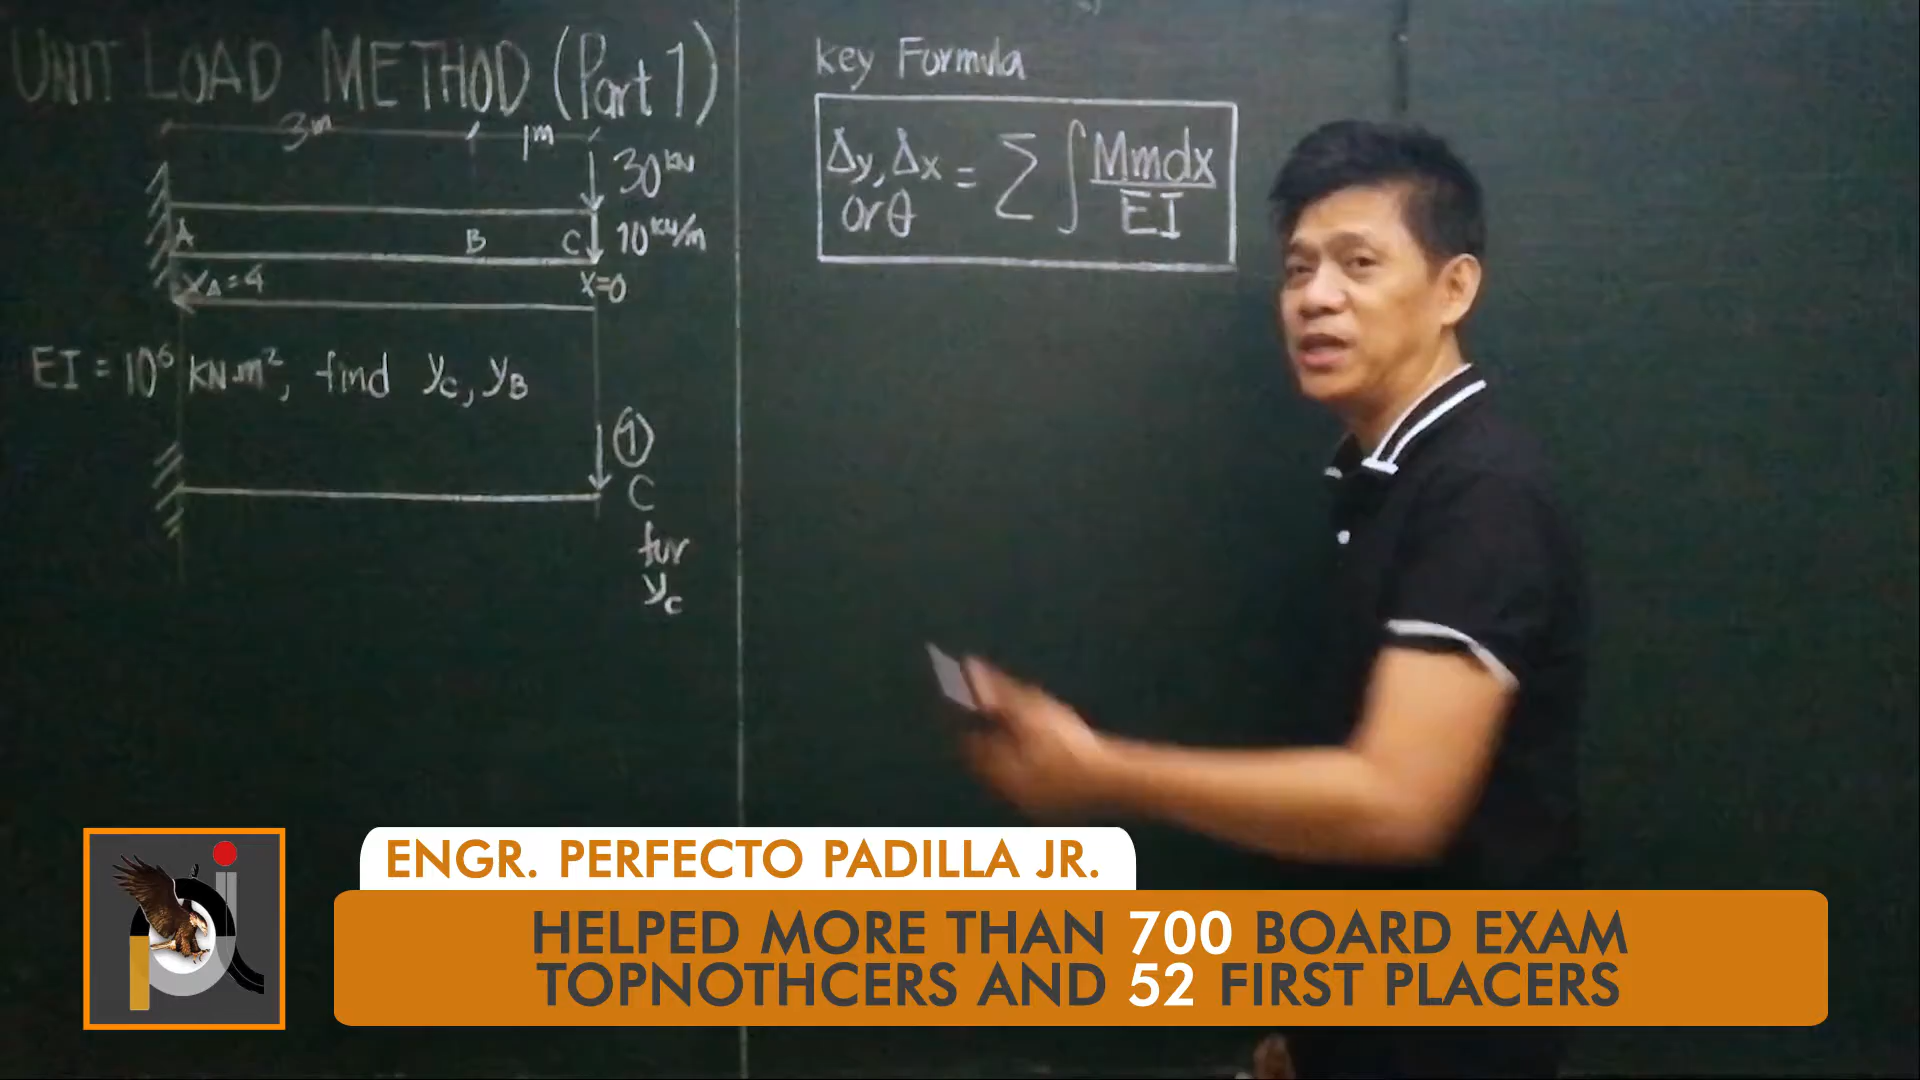 UNIT LOAD METHOD (Part 1)
3m 1m
30kN
A B C 10kN/m
XA=4 X=0
EI = 10⁶ kN.m², find yC, yB
1
C
for
yC
key Formula
Δy, Δx = ∑ ∫ Mmdx
or θ EI
ENGR. PERFECTO PADILLA JR.
HELPED MORE THAN 700 BOARD EXAM
TOPNOTHCERS AND 52 FIRST PLACERS